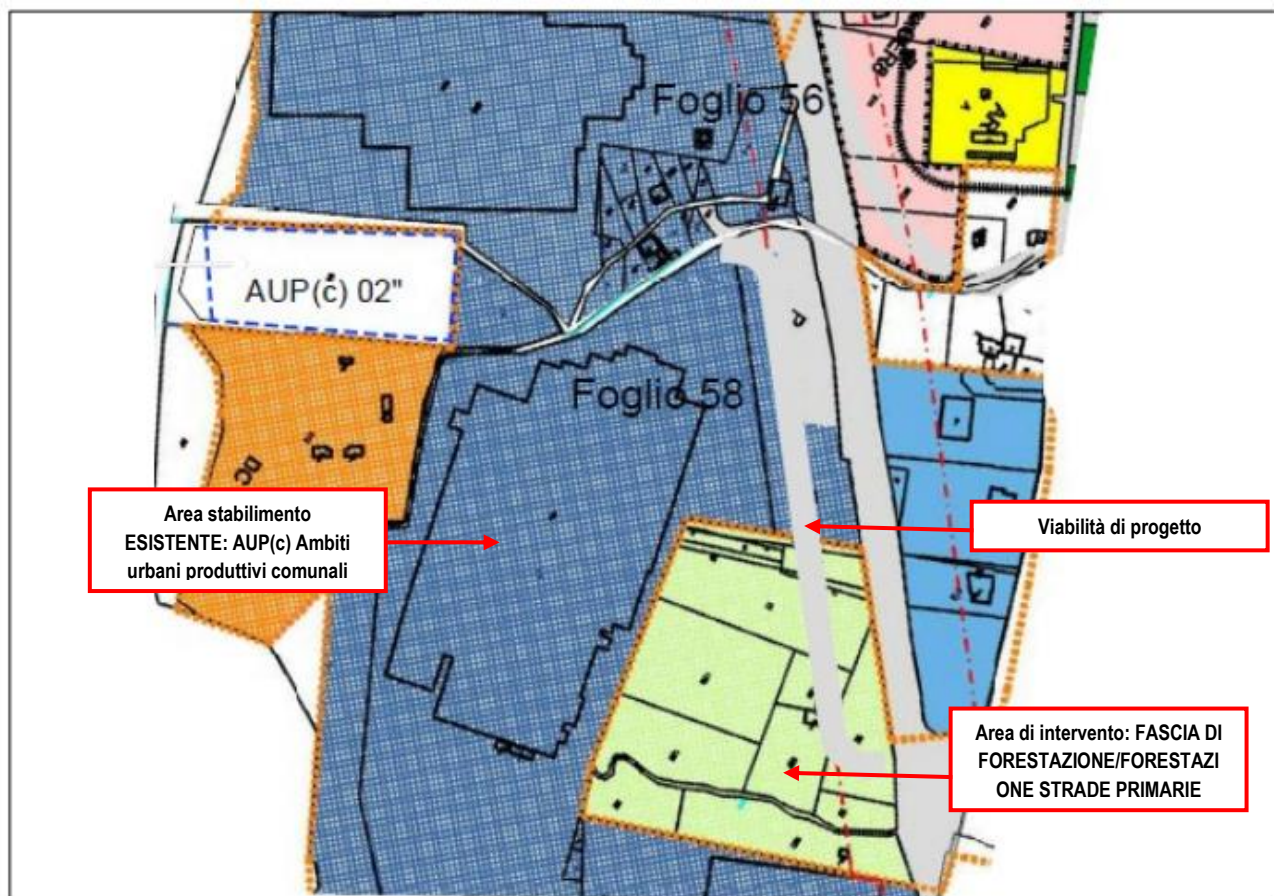 Foglio 56
AUP(c) 02"
Foglio 58
DC
Area stabilimento
ESISTENTE: AUP(c) Ambiti
urbani produttivi comunali
Viabilità di progetto
Area di intervento: FASCIA DI
FORESTAZIONE/FORESTAZI
ONE STRADE PRIMARIE